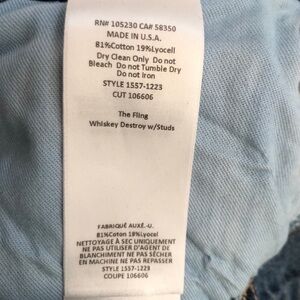 RN# 105230 CA# 58350
MADE IN U.S.A.
81%Cotton 19%Lyocell
Dry Clean Only Do not
Bleach Do not Tumble Dry
Do not Iron
STYLE 1557-1223
CUT 106606
The Fling
Whiskey Destroy w/Studs
FABRIQUÉ AUXÉ.-U.
81%Coton 19%Lyocel
NETTOYAGE À SEC UNIQUEMENT
NE PAS UTILISER D'AGENT DE
BLANCHIMENT NE PAS SÉCHER
EN MACHINE NE PAS REPASSER
STYLE 1557-1223
COUPE 106606